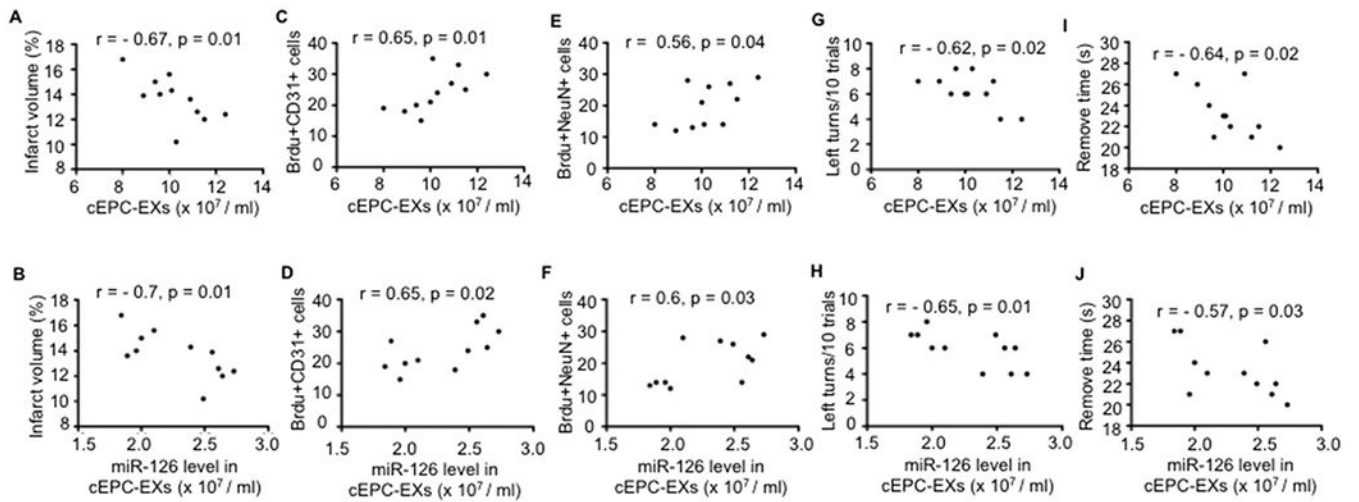 A
r = - 0.67, p = 0.01
Infarct volume (%)
18
16
14
12
10
8
6 8 10 12 14
cEPC-EXs (x 10⁷ / ml)
C
r = 0.65, p = 0.01
Brdu+CD31+ cells
40
30
20
10
0
6 8 10 12 14
cEPC-EXs (x 10⁷ / ml)
E
r = 0.56, p = 0.04
Brdu+NeuN+ cells
40
30
20
10
0
6 8 10 12 14
cEPC-EXs (x 10⁷ / ml)
G
r = - 0.62, p = 0.02
Left turns/10 trials
10
8
6
4
2
0
6 8 10 12 14
cEPC-EXs (x 10⁷ / ml)
I
r = - 0.64, p = 0.02
Remove time (s)
30
28
26
24
22
20
18
6 8 10 12 14
cEPC-EXs (x 10⁷ / ml)
B
r = - 0.7, p = 0.01
Infarct volume (%)
18
16
14
12
10
8
1.5 2.0 2.5 3.0
miR-126 level in
cEPC-EXs (x 10⁷ / ml)
D
r = 0.65, p = 0.02
Brdu+CD31+ cells
40
30
20
10
0
1.5 2.0 2.5 3.0
miR-126 level in
cEPC-EXs (x 10⁷ / ml)
F
r = 0.6, p = 0.03
Brdu+NeuN+ cells
40
30
20
10
0
1.5 2.0 2.5 3.0
miR-126 level in
cEPC-EXs (x 10⁷ / ml)
H
r = - 0.65, p = 0.01
Left turns/10 trials
10
8
6
4
2
0
1.5 2.0 2.5 3.0
miR-126 level in
cEPC-EXs (x 10⁷ / ml)
J
r = - 0.57, p = 0.03
Remove time (s)
30
28
26
24
22
20
18
1.5 2.0 2.5 3.0
miR-126 level in
cEPC-EXs (x 10⁷ / ml)